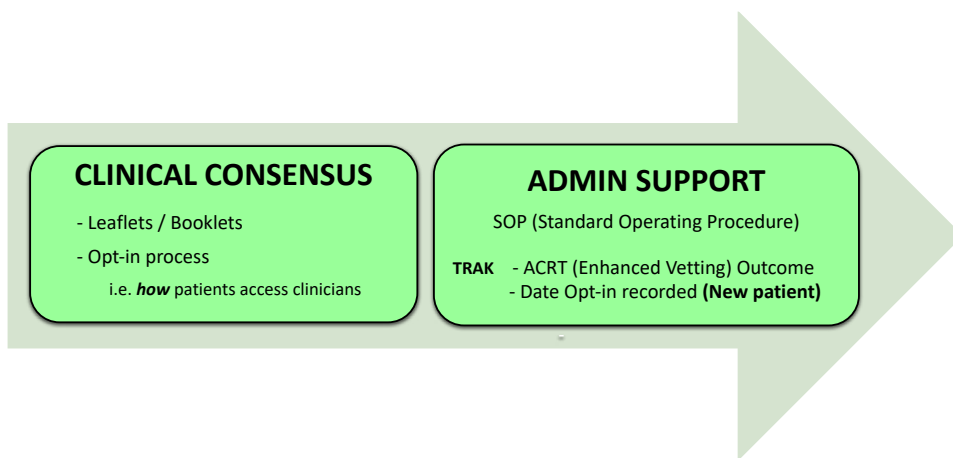 CLINICAL CONSENSUS
- Leaflets / Booklets
- Opt-in process
i.e. how patients access clinicians
ADMIN SUPPORT
SOP (Standard Operating Procedure)
TRAK - ACRT (Enhanced Vetting) Outcome
- Date Opt-in recorded (New patient)